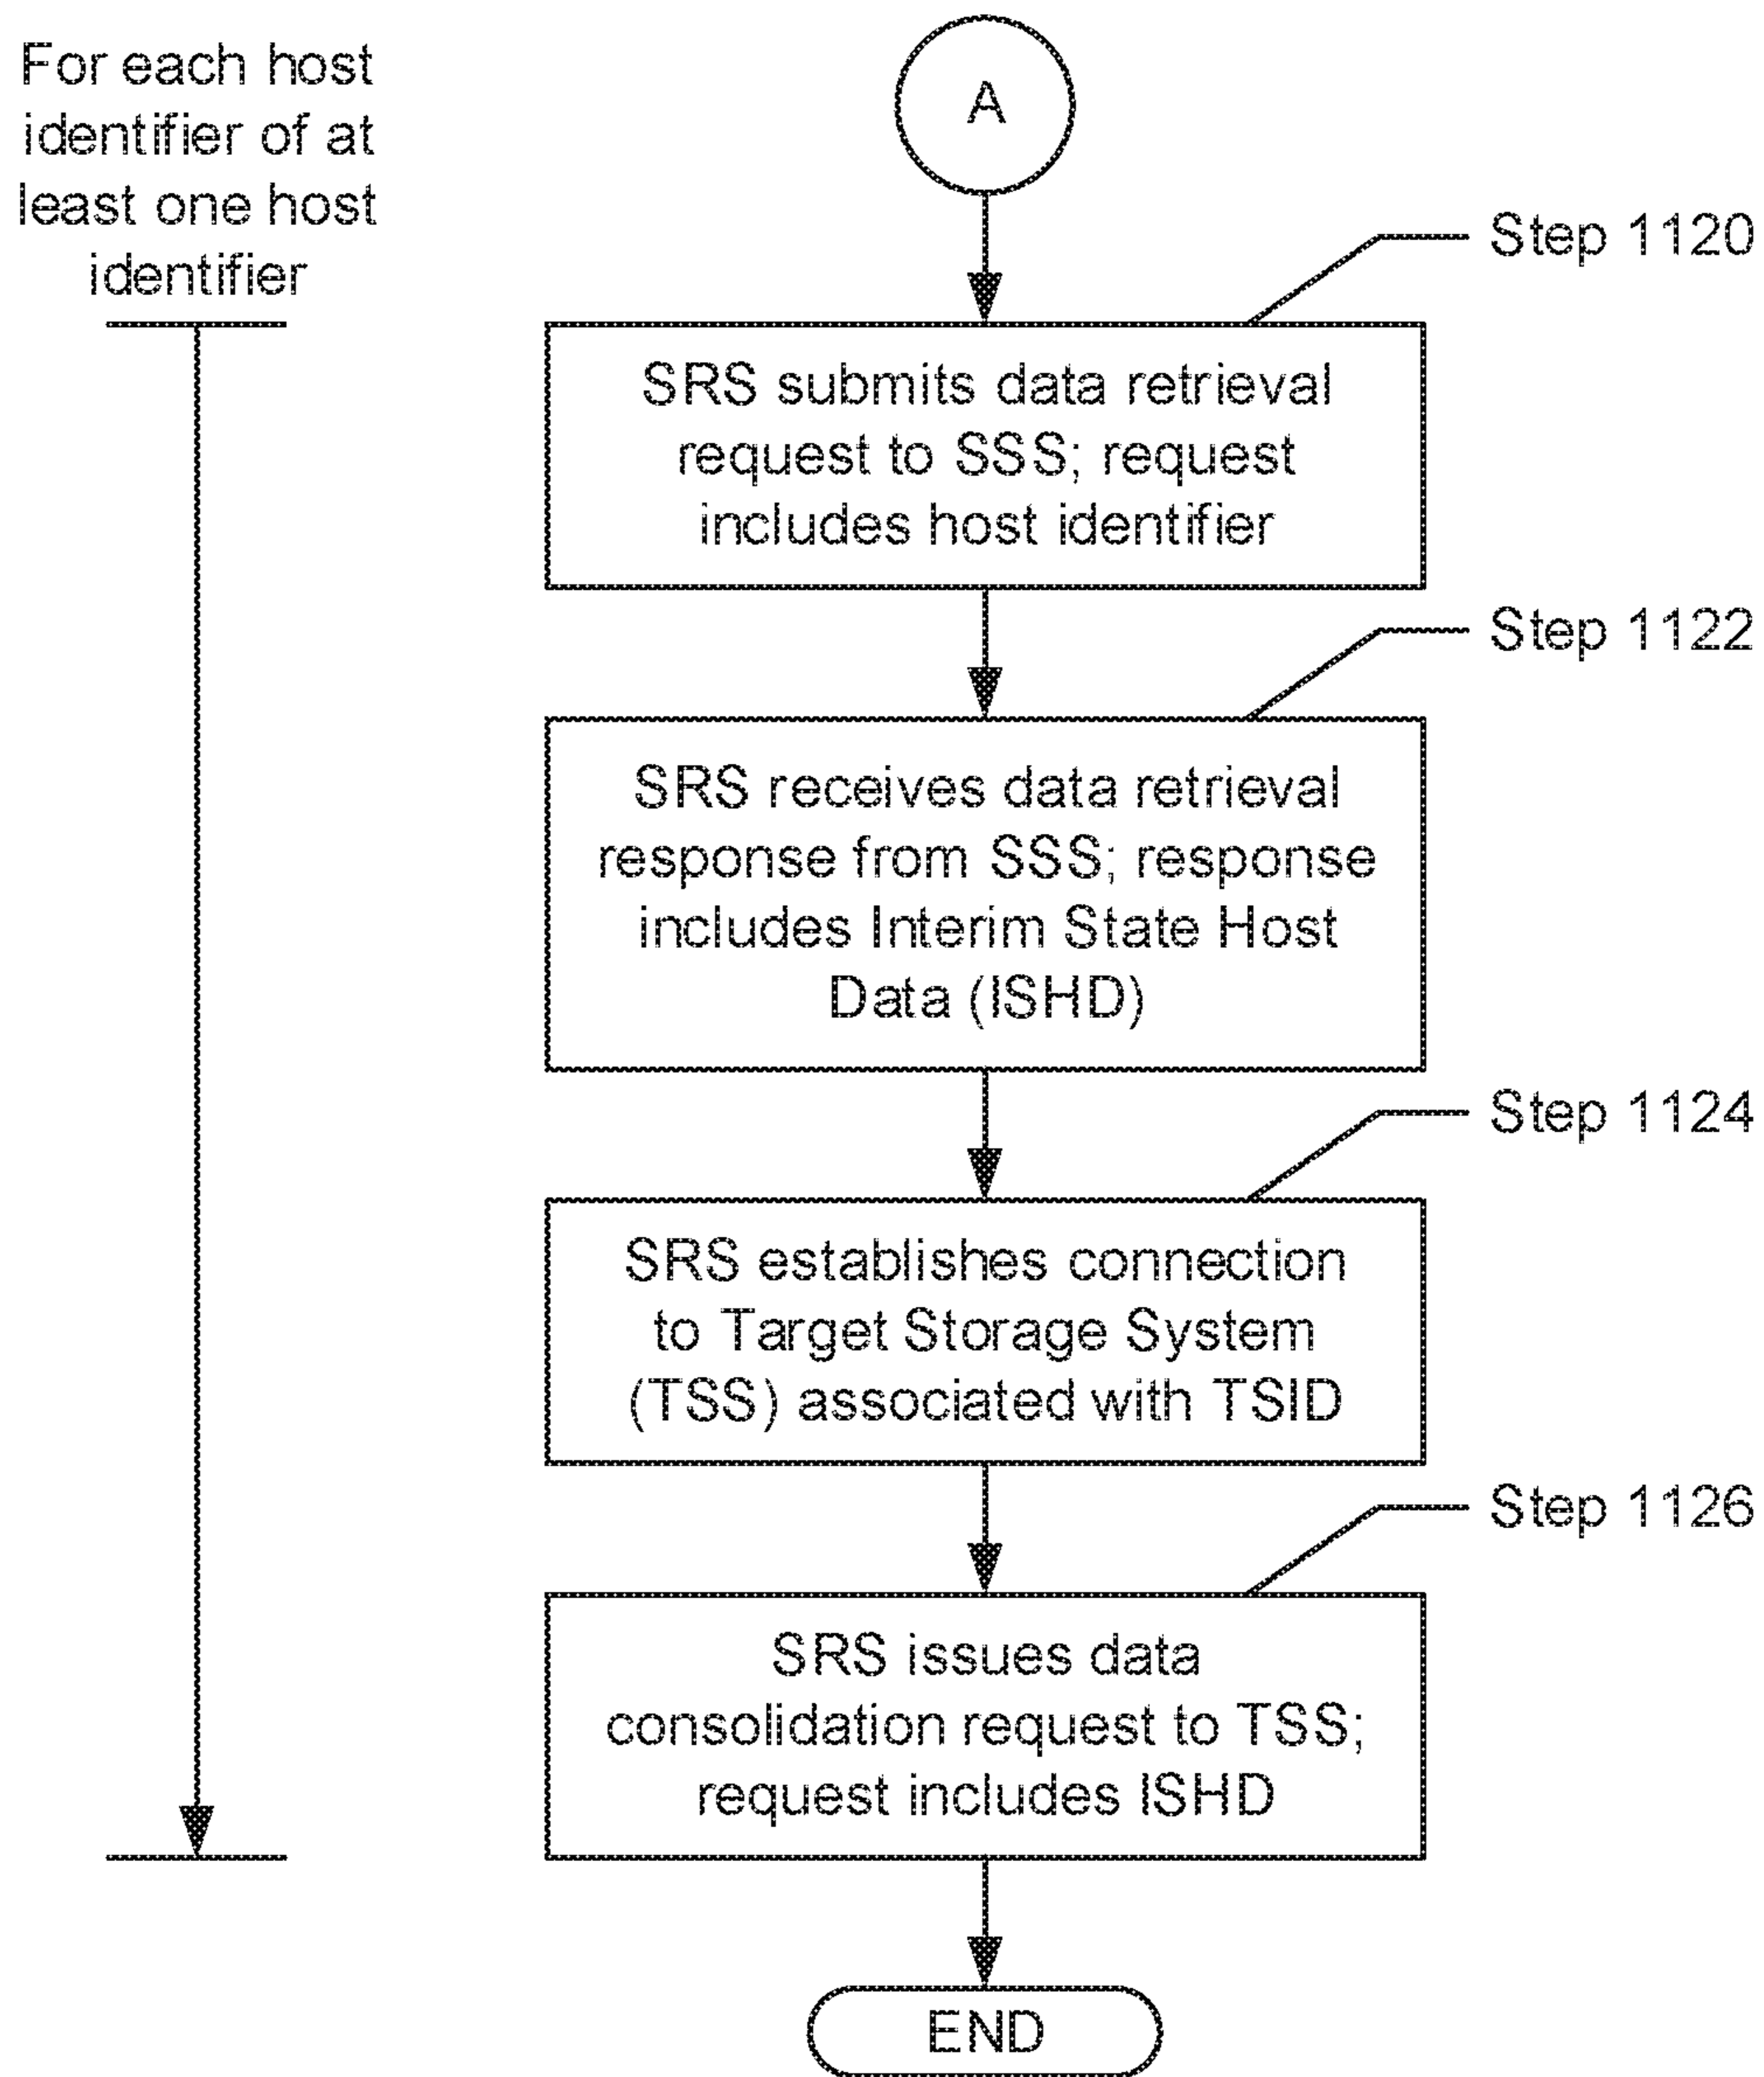 For each host
identifier of at
least one host
identifier
A
Step 1120
SRS submits data retrieval
request to SSS; request
includes host identifier
Step 1122
SRS receives data retrieval
response from SSS; response
includes Interim State Host
Data (ISHD)
Step 1124
SRS establishes connection
to Target Storage System
(TSS) associated with TSID
Step 1126
SRS issues data
consolidation request to TSS;
request includes ISHD
END